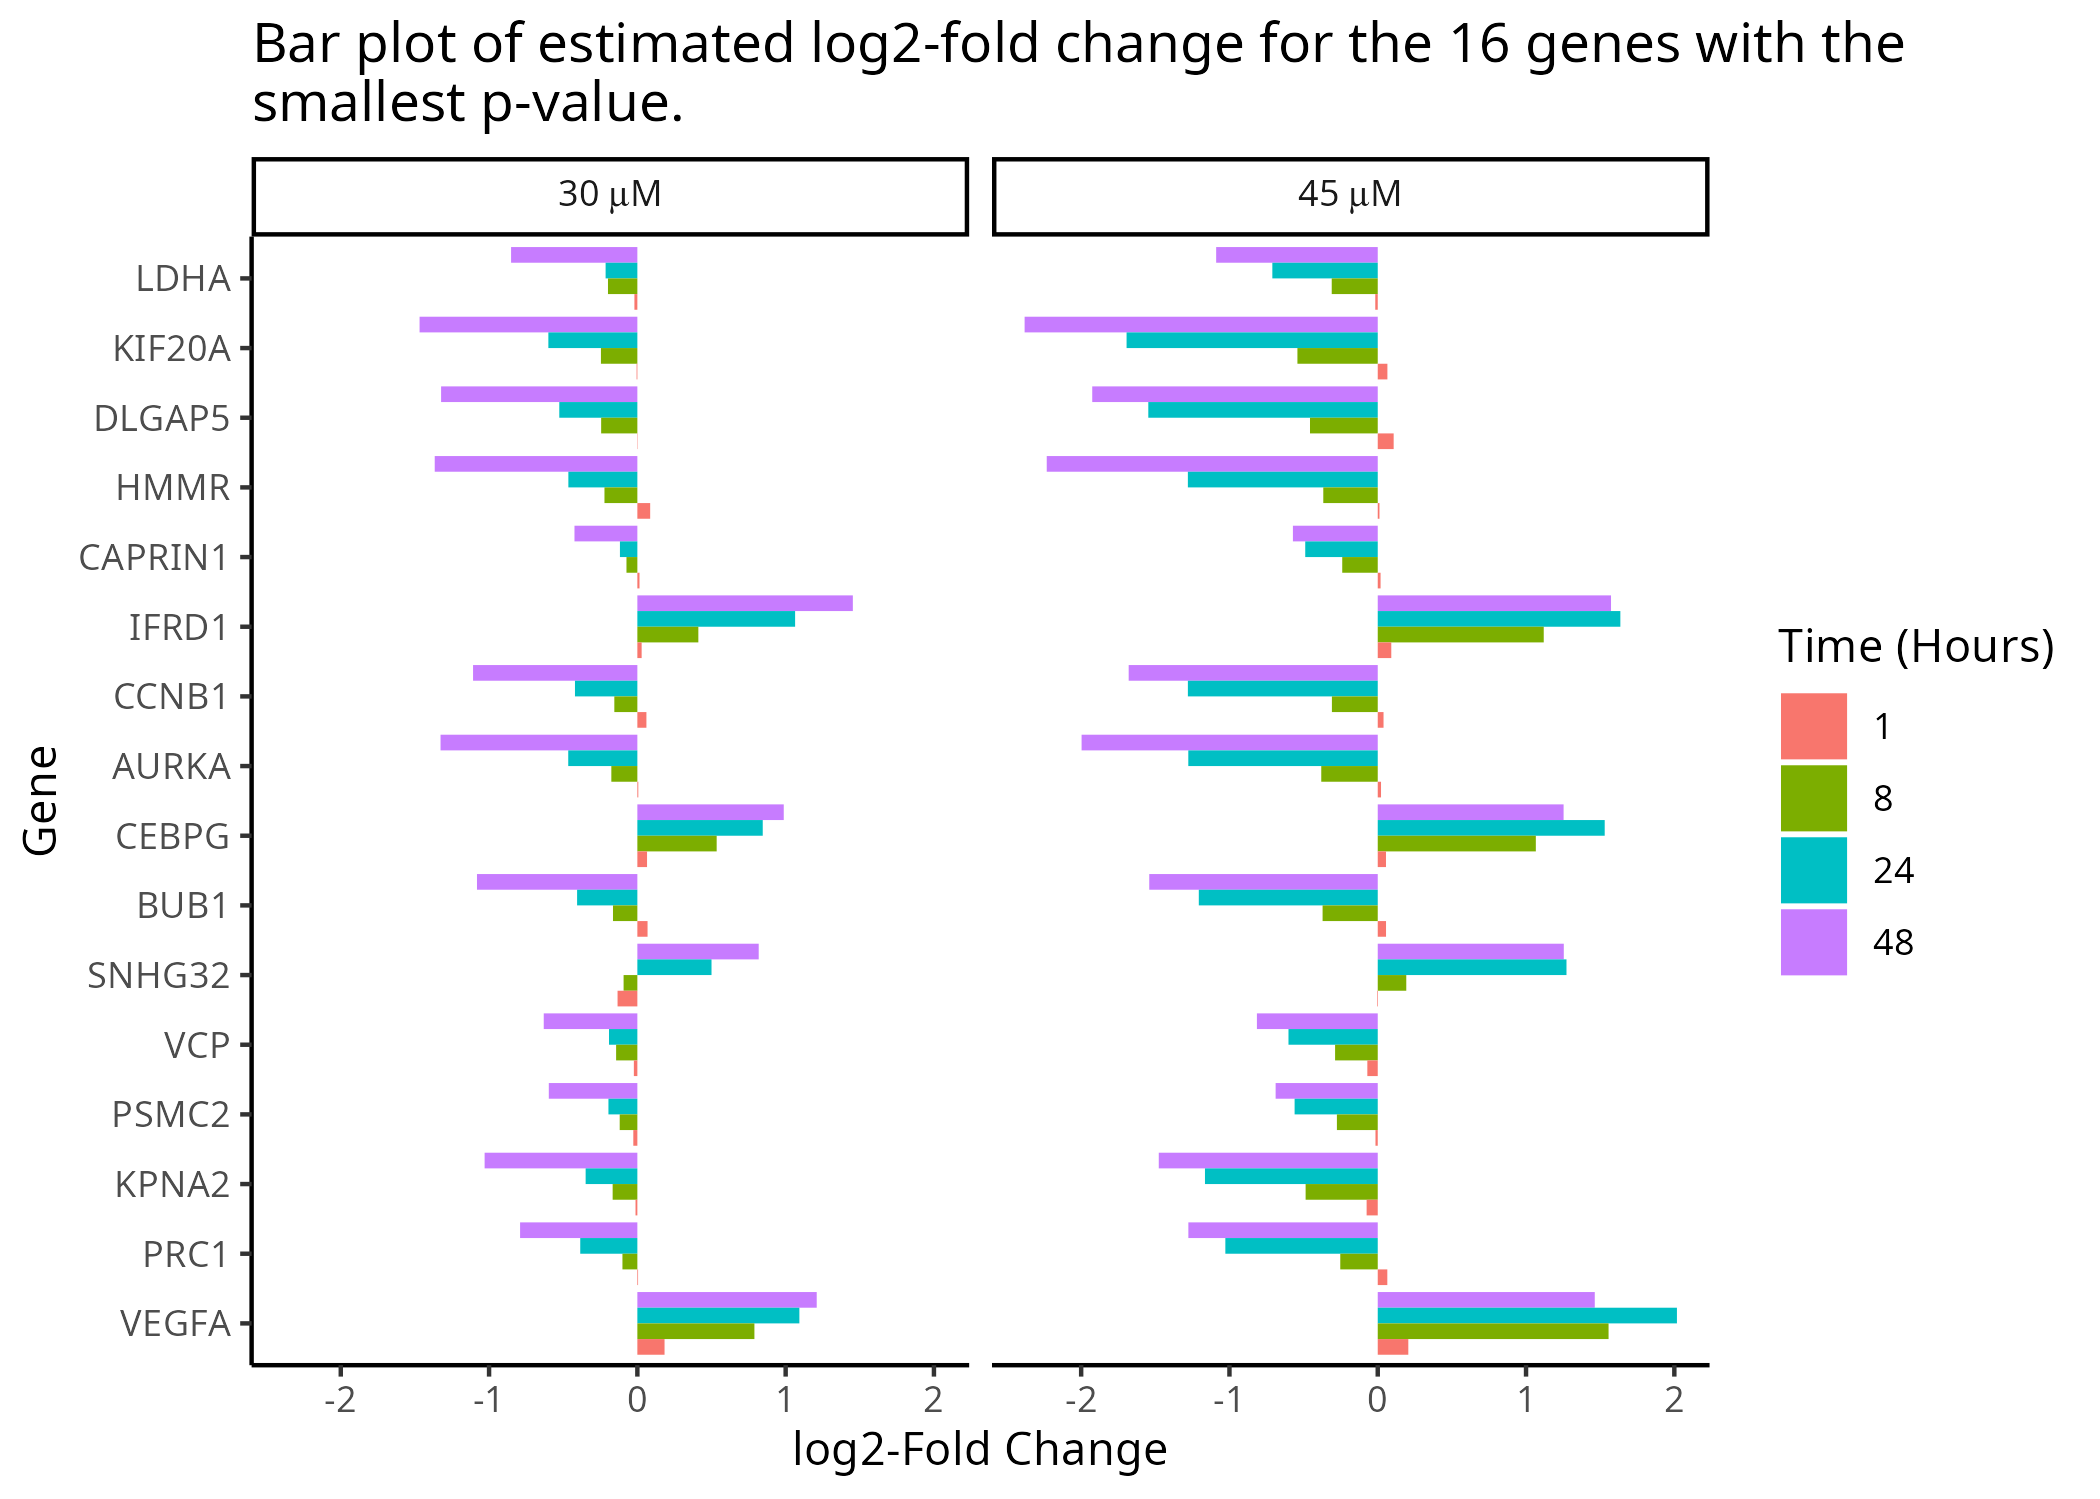 Bar plot of estimated log2-fold change for the 16 genes with the
smallest p-value.
30 μM
45 μM
LDHA
KIF20A
DLGAP5
HMMR
CAPRIN1
IFRD1
CCNB1
AURKA
CEBPG
BUB1
SNHG32
VCP
PSMC2
KPNA2
PRC1
VEGFA
Gene
-2 -1 0 1 2
-2 -1 0 1 2
log2-Fold Change
Time (Hours)
1
8
24
48